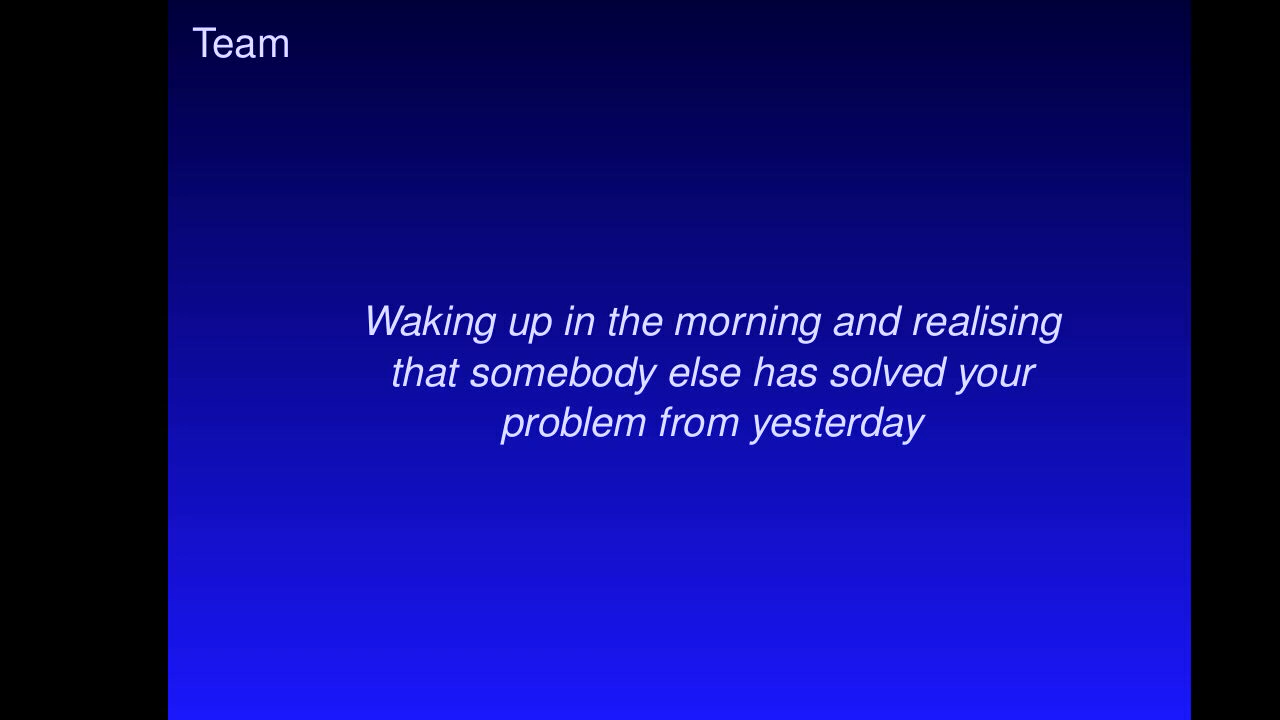 Team
Waking up in the morning and realising
that somebody else has solved your
problem from yesterday